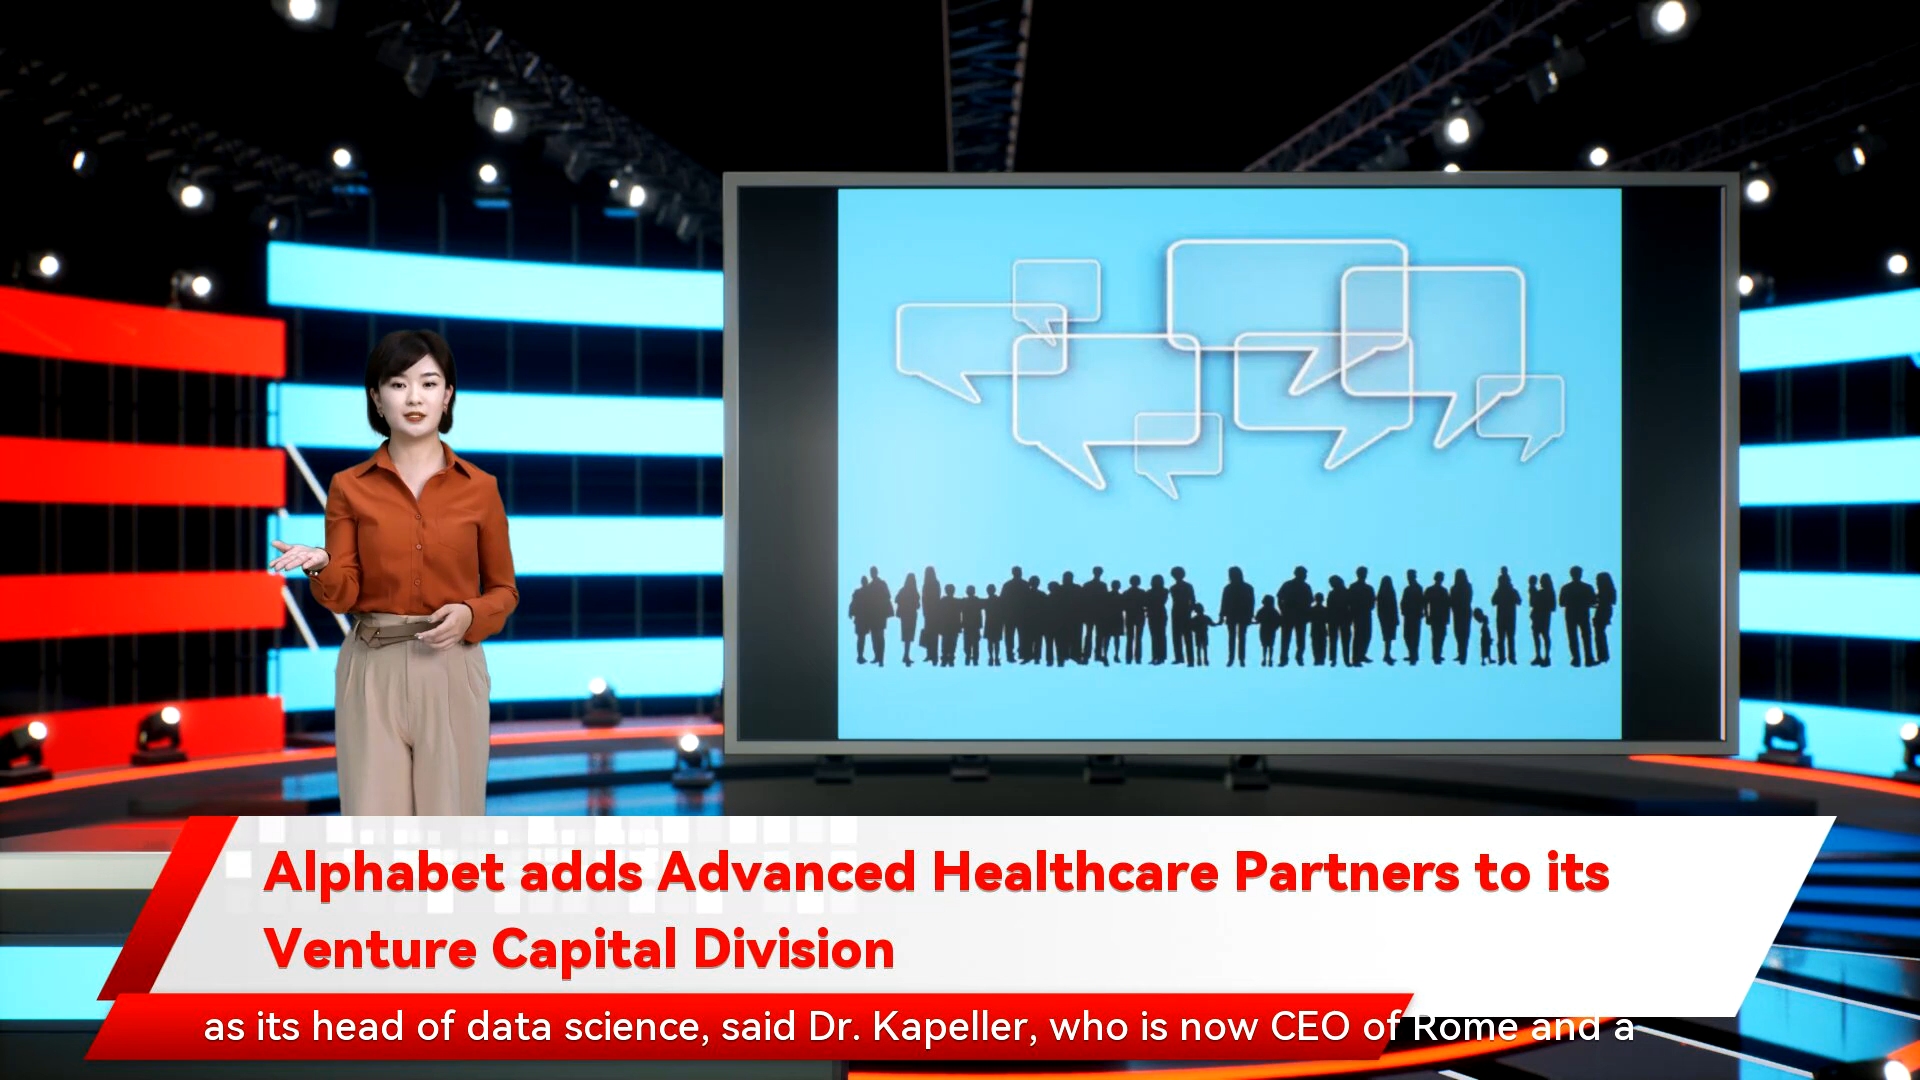 Alphabet adds Advanced Healthcare Partners to its
Venture Capital Division
as its head of data science, said Dr. Kapeller, who is now CEO of Rome and a